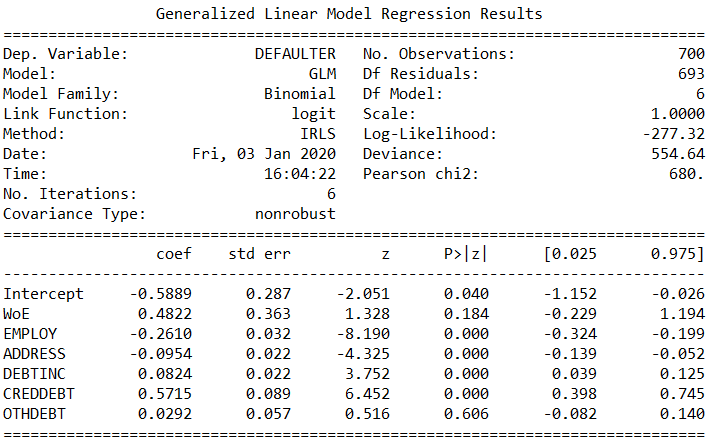 Generalized Linear Model Regression Results
==============================================================================
Dep. Variable:              DEFAULTER   No. Observations:                  700
Model:                            GLM   Df Residuals:                      693
Model Family:                Binomial   Df Model:                            6
Link Function:                  logit   Scale:                          1.0000
Method:                          IRLS   Log-Likelihood:                -277.32
Date:                Fri, 03 Jan 2020   Deviance:                       554.64
Time:                        16:04:22   Pearson chi2:                     680.
No. Iterations:                     6
Covariance Type:            nonrobust
==============================================================================
                 coef    std err          z      P>|z|      [0.025      0.975]
------------------------------------------------------------------------------
Intercept     -0.5889      0.287     -2.051      0.040      -1.152      -0.026
WoE            0.4822      0.363      1.328      0.184      -0.229       1.194
EMPLOY        -0.2610      0.032     -8.190      0.000      -0.324      -0.199
ADDRESS       -0.0954      0.022     -4.325      0.000      -0.139      -0.052
DEBTINC        0.0824      0.022      3.752      0.000       0.039       0.125
CREDDEBT       0.5715      0.089      6.452      0.000       0.398       0.745
OTHDEBT        0.0292      0.057      0.516      0.606      -0.082       0.140
==============================================================================